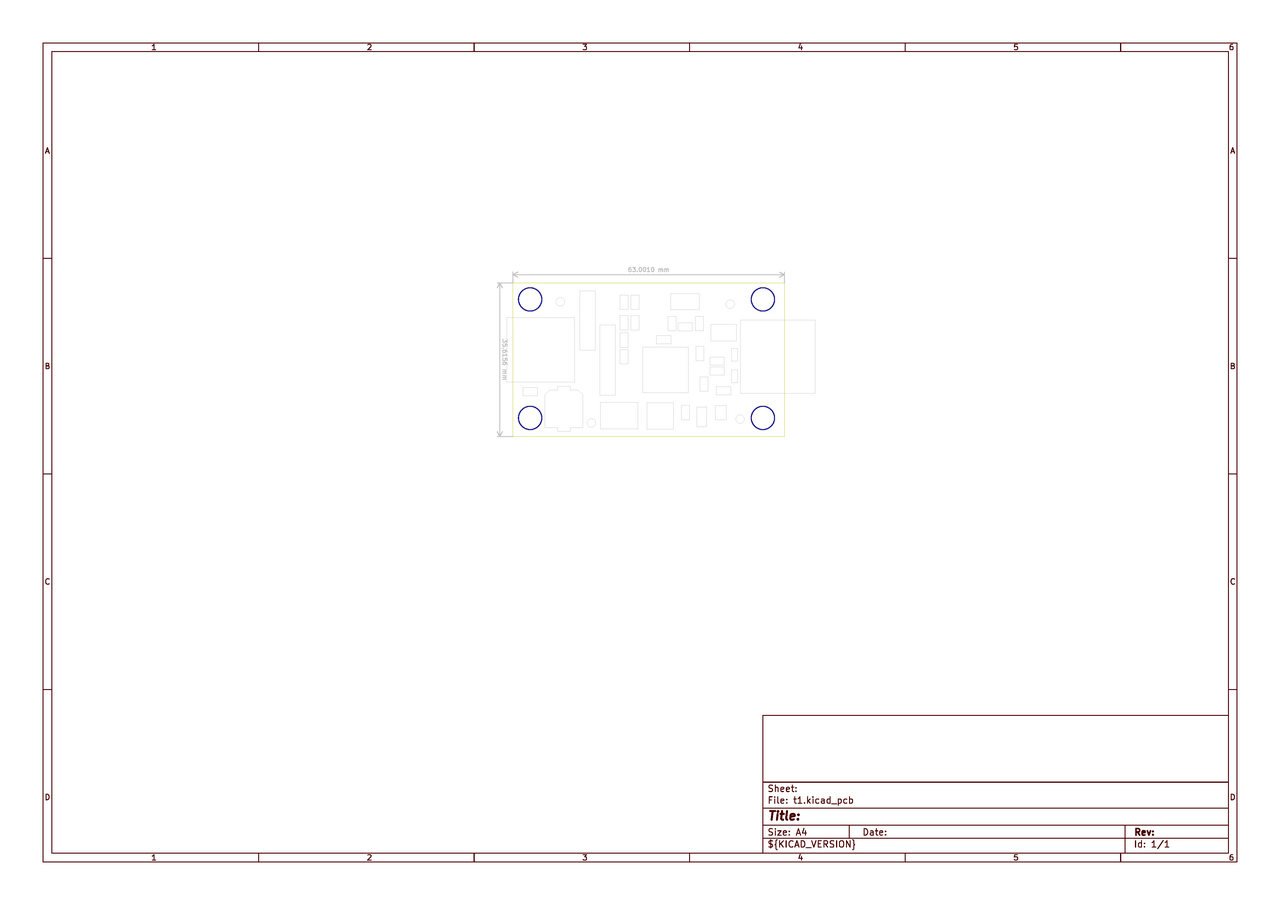 1 2 3 4 5 6
A A
63.0010 mm
35.6156 mm
B B
C C
Sheet:
File: t1.kicad_pcb
D D
Title:
Size: A4 Date: Rev:
${KICAD_VERSION} Id: 1/1
1 2 3 4 5 6